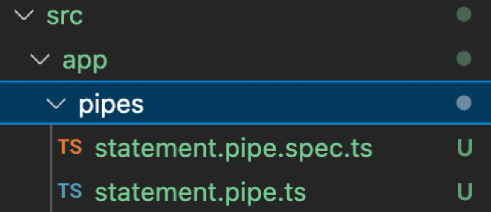 src
app
pipes
TS statement.pipe.spec.ts U
TS statement.pipe.ts U